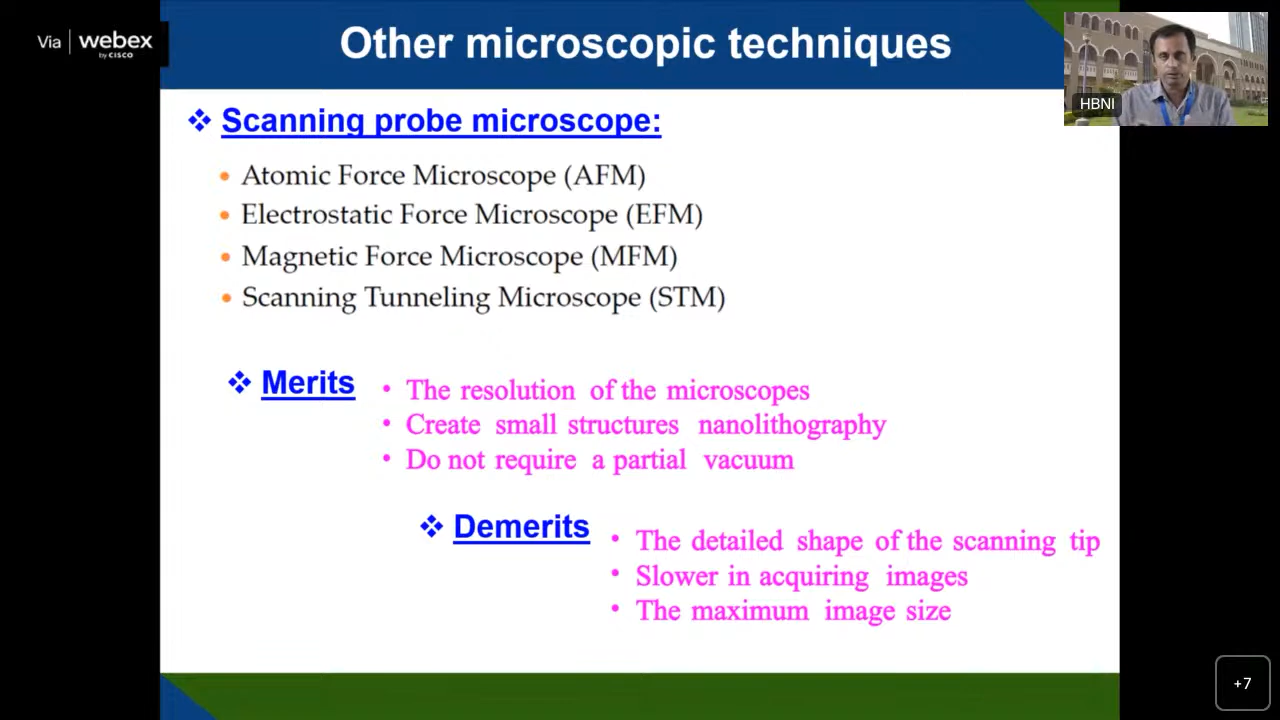 Via webex
by CISCO
Other microscopic techniques
HBNI
Scanning probe microscope:
Atomic Force Microscope (AFM)
Electrostatic Force Microscope (EFM)
Magnetic Force Microscope (MFM)
Scanning Tunneling Microscope (STM)
Merits
The resolution of the microscopes
Create small structures nanolithography
Do not require a partial vacuum
Demerits
The detailed shape of the scanning tip
Slower in acquiring images
The maximum image size
+7